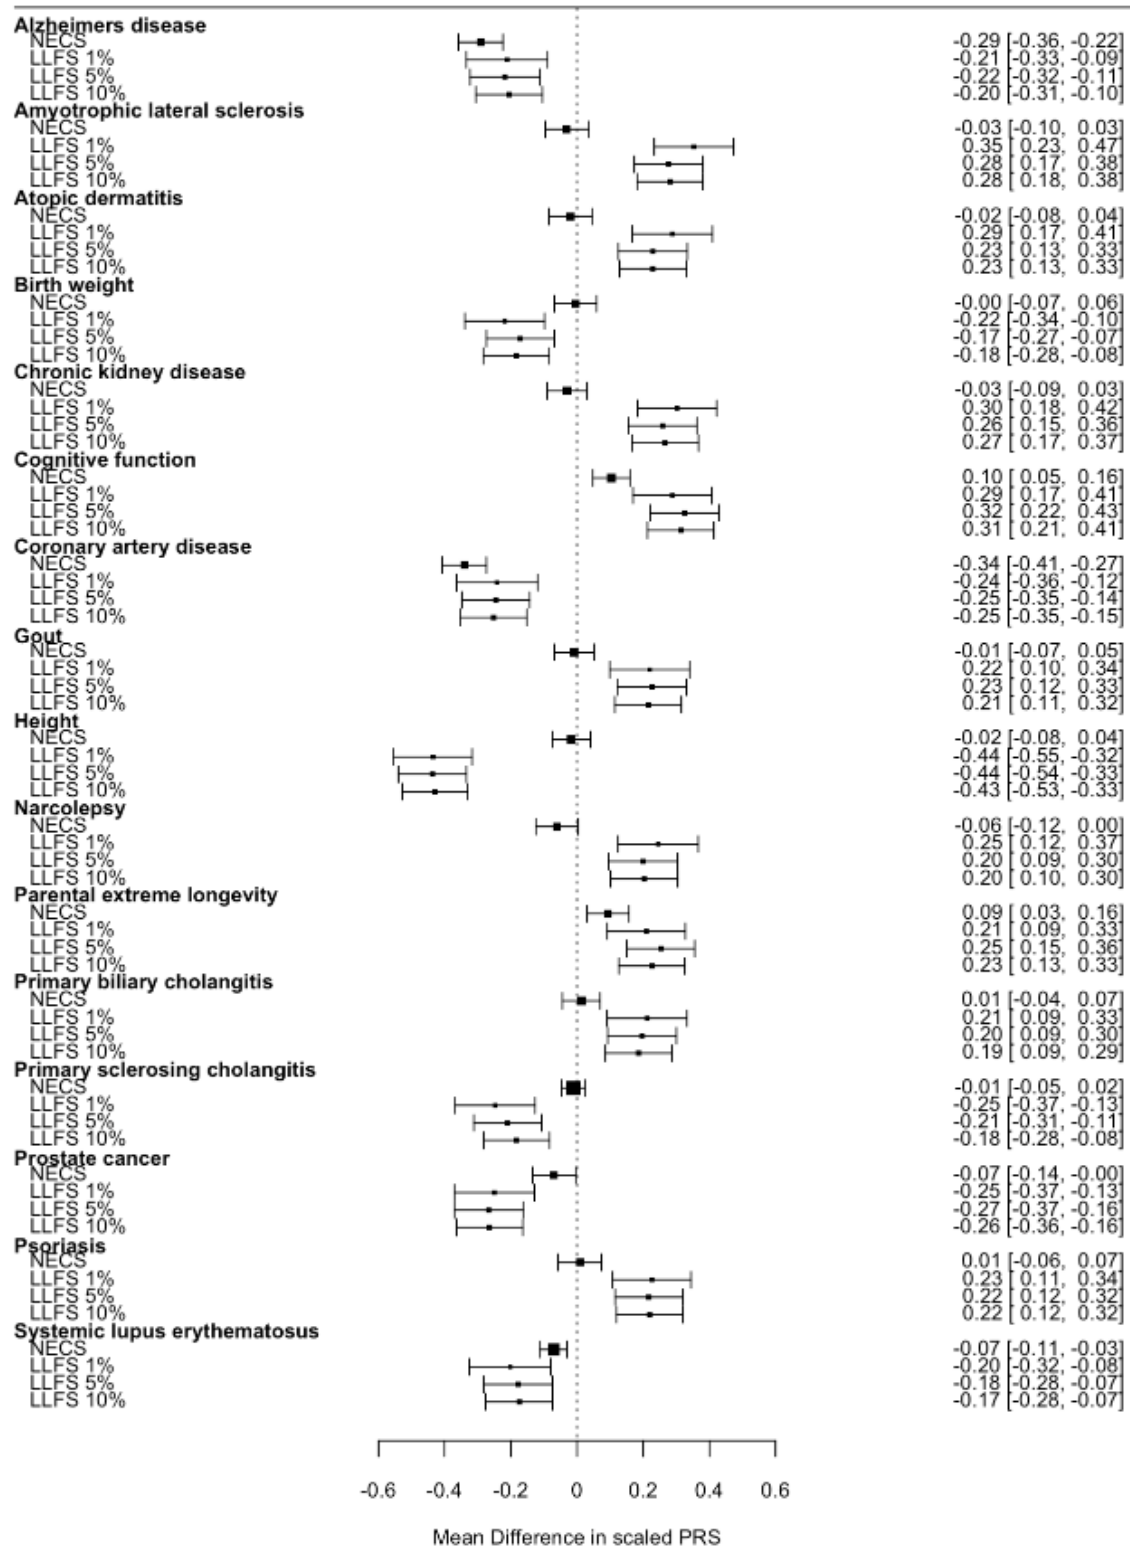 Alzheimers disease
NECS -0.29 [-0.36, -0.22]
LLFS 1% -0.21 [-0.33, -0.09]
LLFS 5% -0.22 [-0.32, -0.11]
LLFS 10% -0.20 [-0.31, -0.10]
Amyotrophic lateral sclerosis
NECS -0.03 [-0.10, 0.03]
LLFS 1% 0.35 [ 0.23, 0.47]
LLFS 5% 0.28 [ 0.17, 0.38]
LLFS 10% 0.28 [ 0.18, 0.38]
Atopic dermatitis
NECS -0.02 [-0.08, 0.04]
LLFS 1% 0.29 [ 0.17, 0.41]
LLFS 5% 0.23 [ 0.13, 0.33]
LLFS 10% 0.23 [ 0.13, 0.33]
Birth weight
NECS -0.00 [-0.07, 0.06]
LLFS 1% -0.22 [-0.34, -0.10]
LLFS 5% -0.17 [-0.27, -0.07]
LLFS 10% -0.18 [-0.28, -0.08]
Chronic kidney disease
NECS -0.03 [-0.09, 0.03]
LLFS 1% 0.30 [ 0.18, 0.42]
LLFS 5% 0.26 [ 0.15, 0.36]
LLFS 10% 0.27 [ 0.17, 0.37]
Cognitive function
NECS 0.10 [ 0.05, 0.16]
LLFS 1% 0.29 [ 0.17, 0.41]
LLFS 5% 0.32 [ 0.22, 0.43]
LLFS 10% 0.31 [ 0.21, 0.41]
Coronary artery disease
NECS -0.34 [-0.41, -0.27]
LLFS 1% -0.24 [-0.36, -0.12]
LLFS 5% -0.25 [-0.35, -0.14]
LLFS 10% -0.25 [-0.35, -0.15]
Gout
NECS -0.01 [-0.07, 0.05]
LLFS 1% 0.22 [ 0.10, 0.34]
LLFS 5% 0.23 [ 0.12, 0.33]
LLFS 10% 0.21 [ 0.11, 0.32]
Height
NECS -0.02 [-0.08, 0.04]
LLFS 1% -0.44 [-0.55, -0.32]
LLFS 5% -0.44 [-0.54, -0.33]
LLFS 10% -0.43 [-0.53, -0.33]
Narcolepsy
NECS -0.06 [-0.12, 0.00]
LLFS 1% 0.25 [ 0.12, 0.37]
LLFS 5% 0.20 [ 0.09, 0.30]
LLFS 10% 0.20 [ 0.10, 0.30]
Parental extreme longevity
NECS 0.09 [ 0.03, 0.16]
LLFS 1% 0.21 [ 0.09, 0.33]
LLFS 5% 0.25 [ 0.15, 0.36]
LLFS 10% 0.23 [ 0.13, 0.33]
Primary biliary cholangitis
NECS 0.01 [-0.04, 0.07]
LLFS 1% 0.21 [ 0.09, 0.33]
LLFS 5% 0.20 [ 0.09, 0.30]
LLFS 10% 0.19 [ 0.09, 0.29]
Primary sclerosing cholangitis
NECS -0.01 [-0.05, 0.02]
LLFS 1% -0.25 [-0.37, -0.13]
LLFS 5% -0.21 [-0.31, -0.11]
LLFS 10% -0.18 [-0.28, -0.08]
Prostate cancer
NECS -0.07 [-0.14, -0.00]
LLFS 1% -0.25 [-0.37, -0.13]
LLFS 5% -0.27 [-0.37, -0.16]
LLFS 10% -0.26 [-0.36, -0.16]
Psoriasis
NECS 0.01 [-0.06, 0.07]
LLFS 1% 0.23 [ 0.11, 0.34]
LLFS 5% 0.22 [ 0.12, 0.32]
LLFS 10% 0.22 [ 0.12, 0.32]
Systemic lupus erythematosus
NECS -0.07 [-0.11, -0.03]
LLFS 1% -0.20 [-0.32, -0.08]
LLFS 5% -0.18 [-0.28, -0.07]
LLFS 10% -0.17 [-0.28, -0.07]
-0.6 -0.4 -0.2 0 0.2 0.4 0.6
Mean Difference in scaled PRS